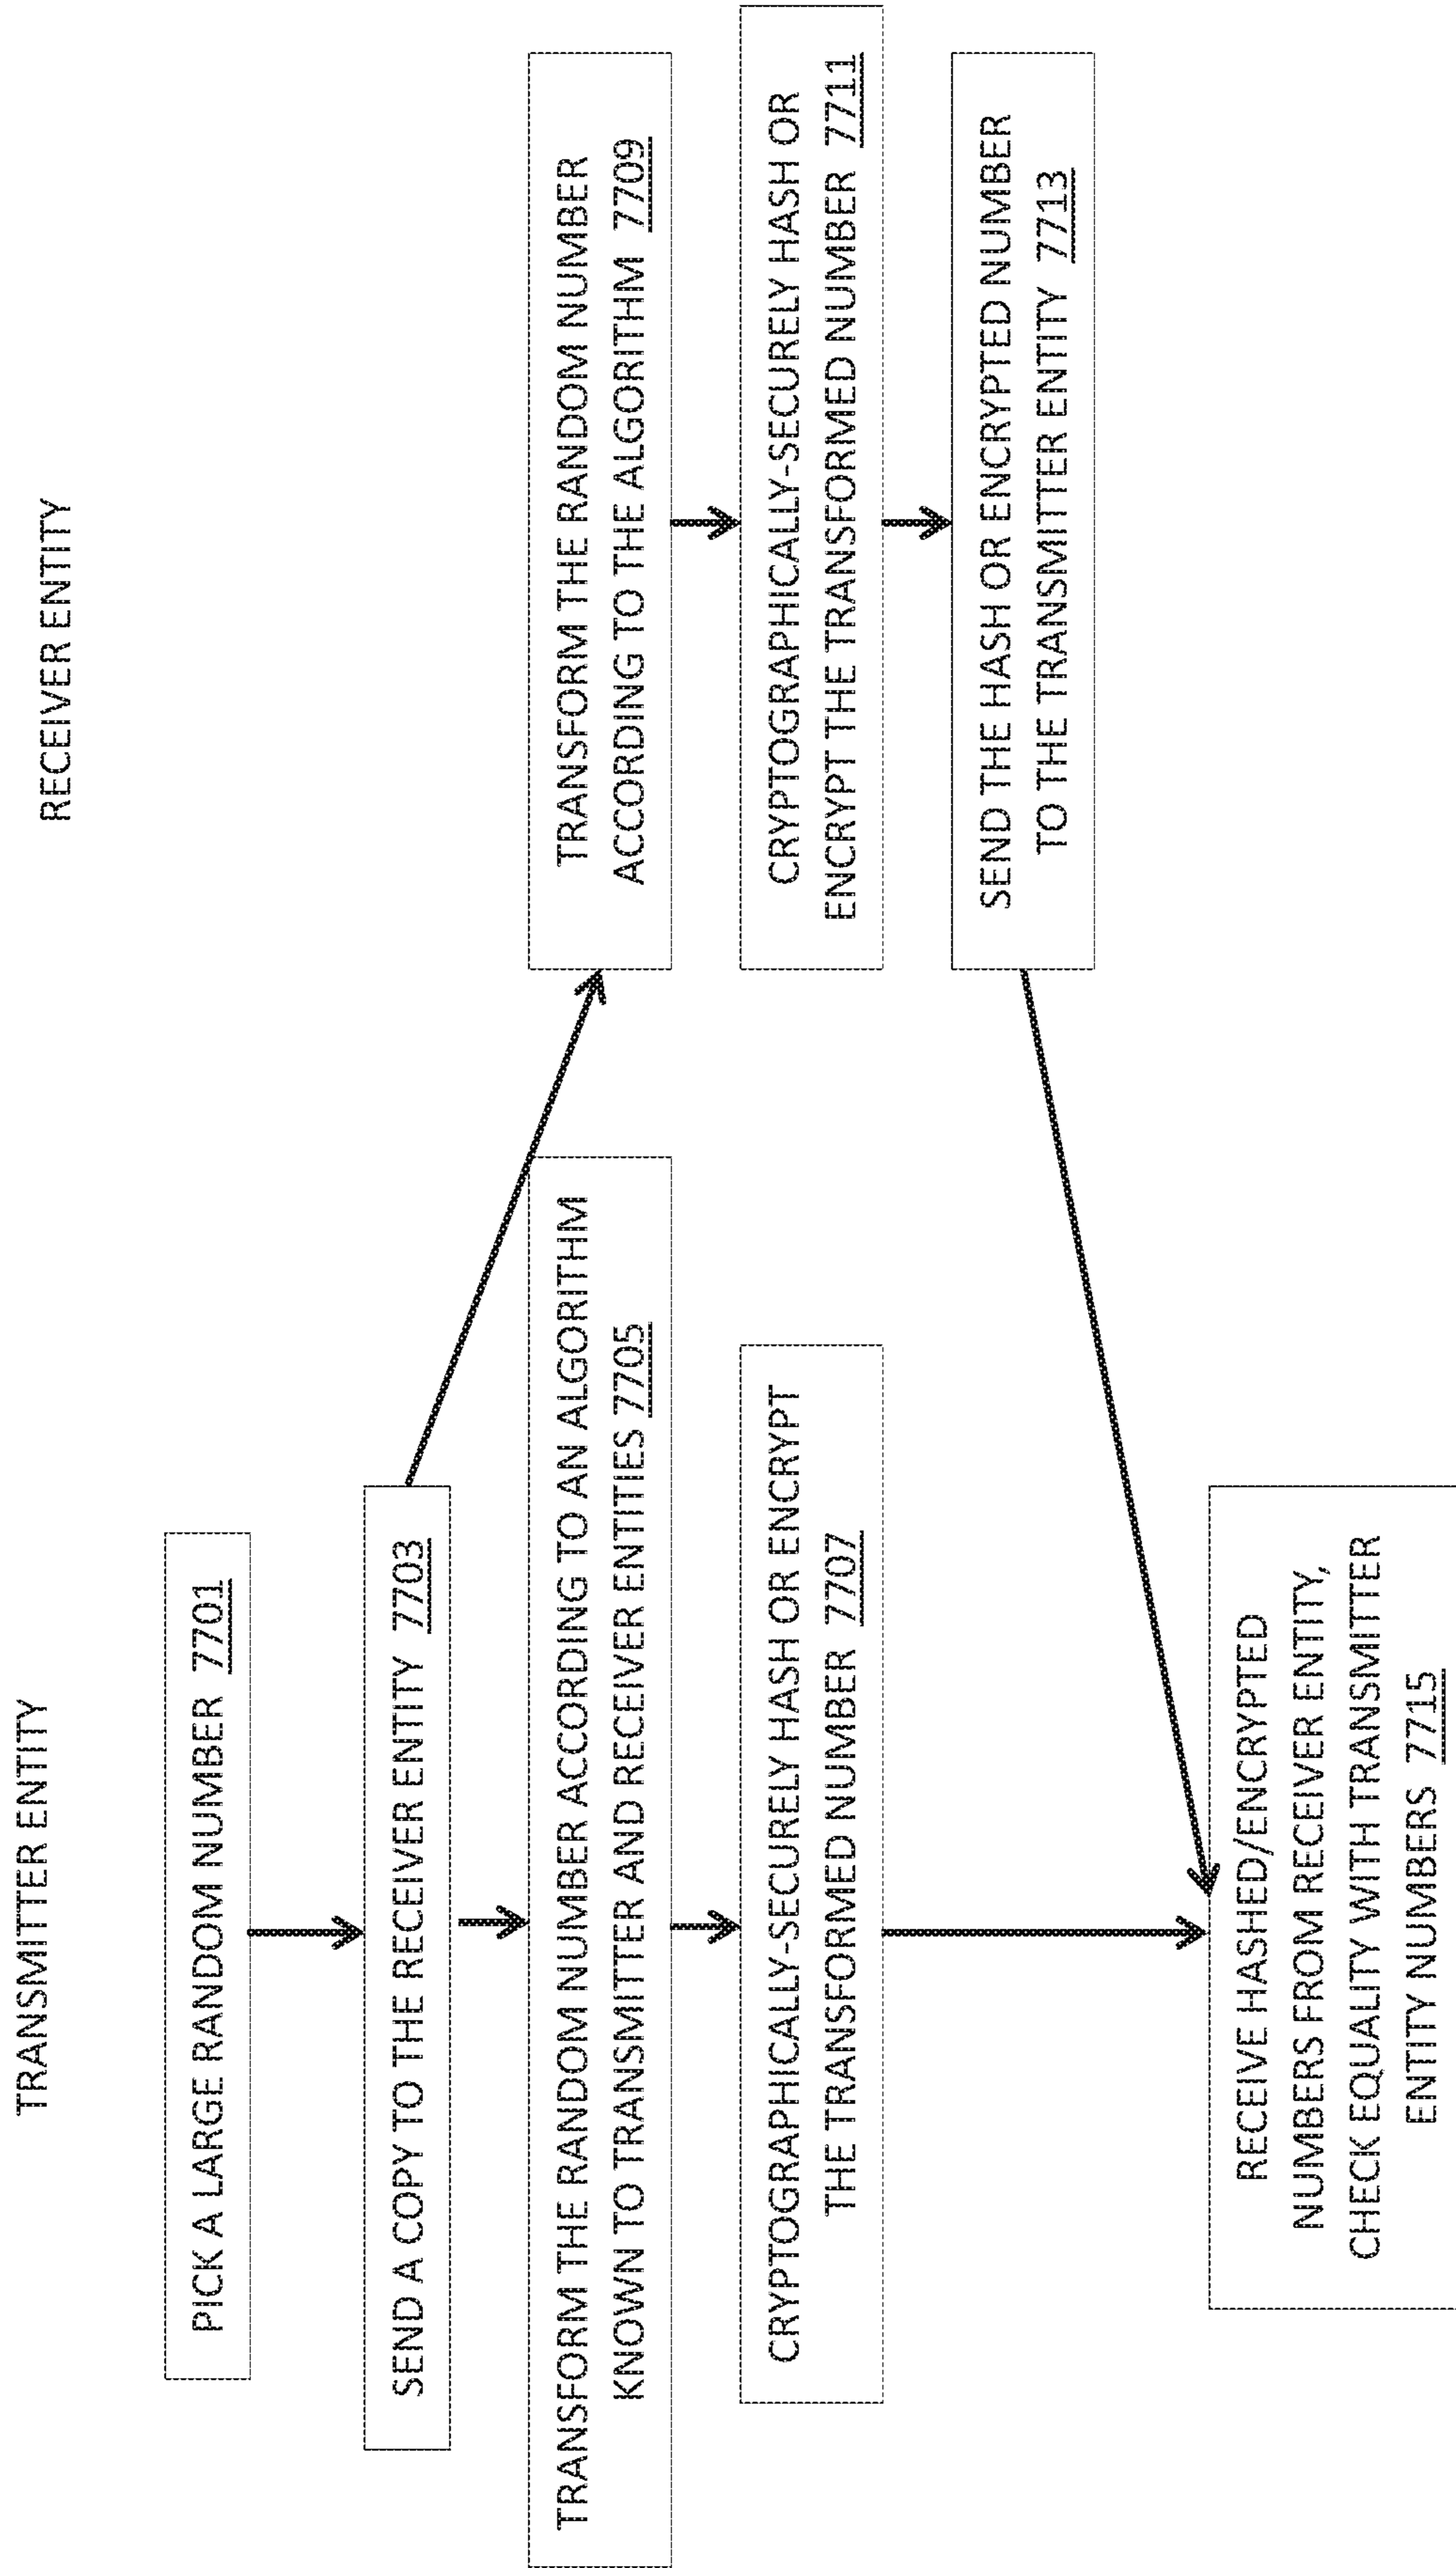 TRANSMITTER ENTITY
RECEIVER ENTITY
PICK A LARGE RANDOM NUMBER 7701
SEND A COPY TO THE RECEIVER ENTITY 7703
TRANSFORM THE RANDOM NUMBER ACCORDING TO AN ALGORITHM
KNOWN TO TRANSMITTER AND RECEIVER ENTITIES 7705
TRANSFORM THE RANDOM NUMBER
ACCORDING TO THE ALGORITHM 7709
CRYPTOGRAPHICALLY-SECURELY HASH OR ENCRYPT
THE TRANSFORMED NUMBER 7707
CRYPTOGRAPHICALLY-SECURELY HASH OR
ENCRYPT THE TRANSFORMED NUMBER 7711
SEND THE HASH OR ENCRYPTED NUMBER
TO THE TRANSMITTER ENTITY 7713
RECEIVE HASHED/ENCRYPTED
NUMBERS FROM RECEIVER ENTITY,
CHECK EQUALITY WITH TRANSMITTER
ENTITY NUMBERS 7715